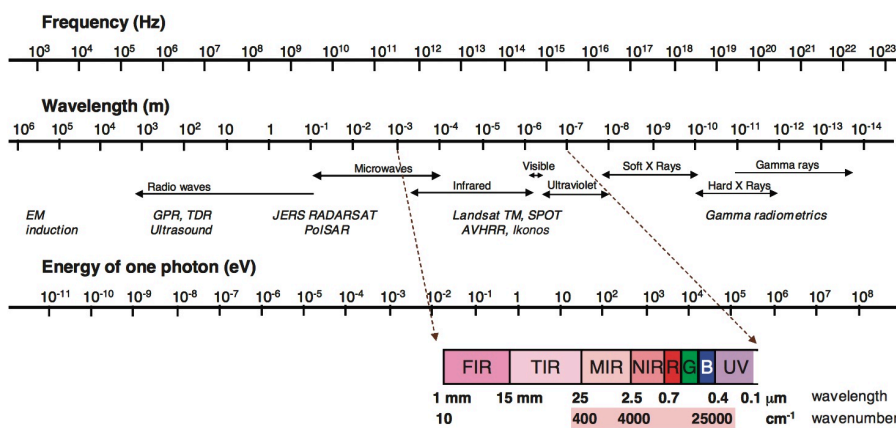 Frequency (Hz)
10³ 10⁴ 10⁵ 10⁶ 10⁷ 10⁸ 10⁹ 10¹⁰ 10¹¹ 10¹² 10¹³ 10¹⁴ 10¹⁵ 10¹⁶ 10¹⁷ 10¹⁸ 10¹⁹ 10²⁰ 10²¹ 10²² 10²³
Wavelength (m)
10⁶ 10⁵ 10⁴ 10³ 10² 10 1 10⁻¹ 10⁻² 10⁻³ 10⁻⁴ 10⁻⁵ 10⁻⁶ 10⁻⁷ 10⁻⁸ 10⁻⁹ 10⁻¹⁰ 10⁻¹¹ 10⁻¹² 10⁻¹³ 10⁻¹⁴
Microwaves Visible Soft X Rays Gamma rays
Radio waves Infrared Ultraviolet Hard X Rays
EM GPR, TDR JERS RADARSAT Landsat TM, SPOT Gamma radiometrics
induction Ultrasound PolSAR AVHRR, Ikonos
Energy of one photon (eV)
10⁻¹¹ 10⁻¹⁰ 10⁻⁹ 10⁻⁸ 10⁻⁷ 10⁻⁶ 10⁻⁵ 10⁻⁴ 10⁻³ 10⁻² 10⁻¹ 1 10 10² 10³ 10⁴ 10⁵ 10⁶ 10⁷ 10⁸
FIR TIR MIR NIR R G B UV
1 mm 15 mm 25 2.5 0.7 0.4 0.1 µm wavelength
10 400 4000 25000 cm⁻¹ wavenumber